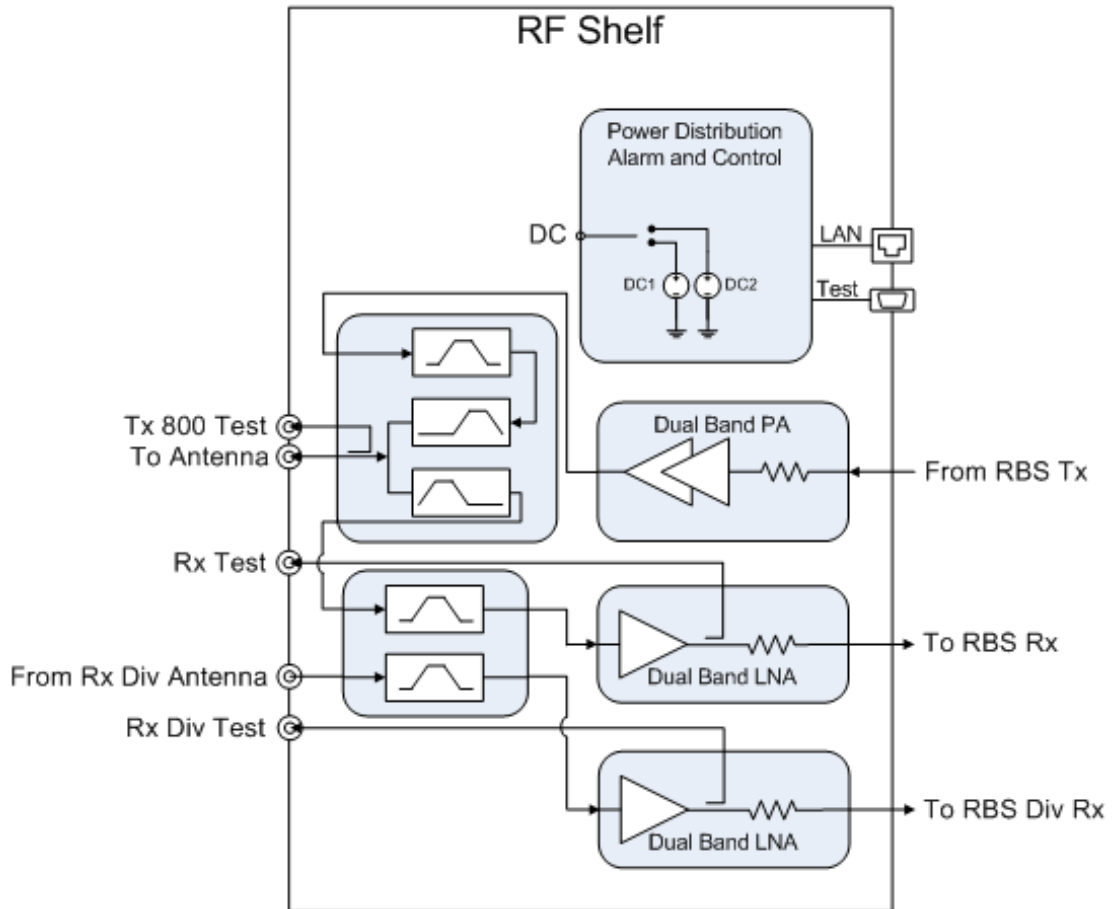 RF Shelf
Power Distribution
Alarm and Control
DC
LAN
DC1
DC2
Test
Tx 800 Test
To Antenna
Dual Band PA
From RBS Tx
Rx Test
To RBS Rx
Dual Band LNA
From Rx Div Antenna
Rx Div Test
To RBS Div Rx
Dual Band LNA